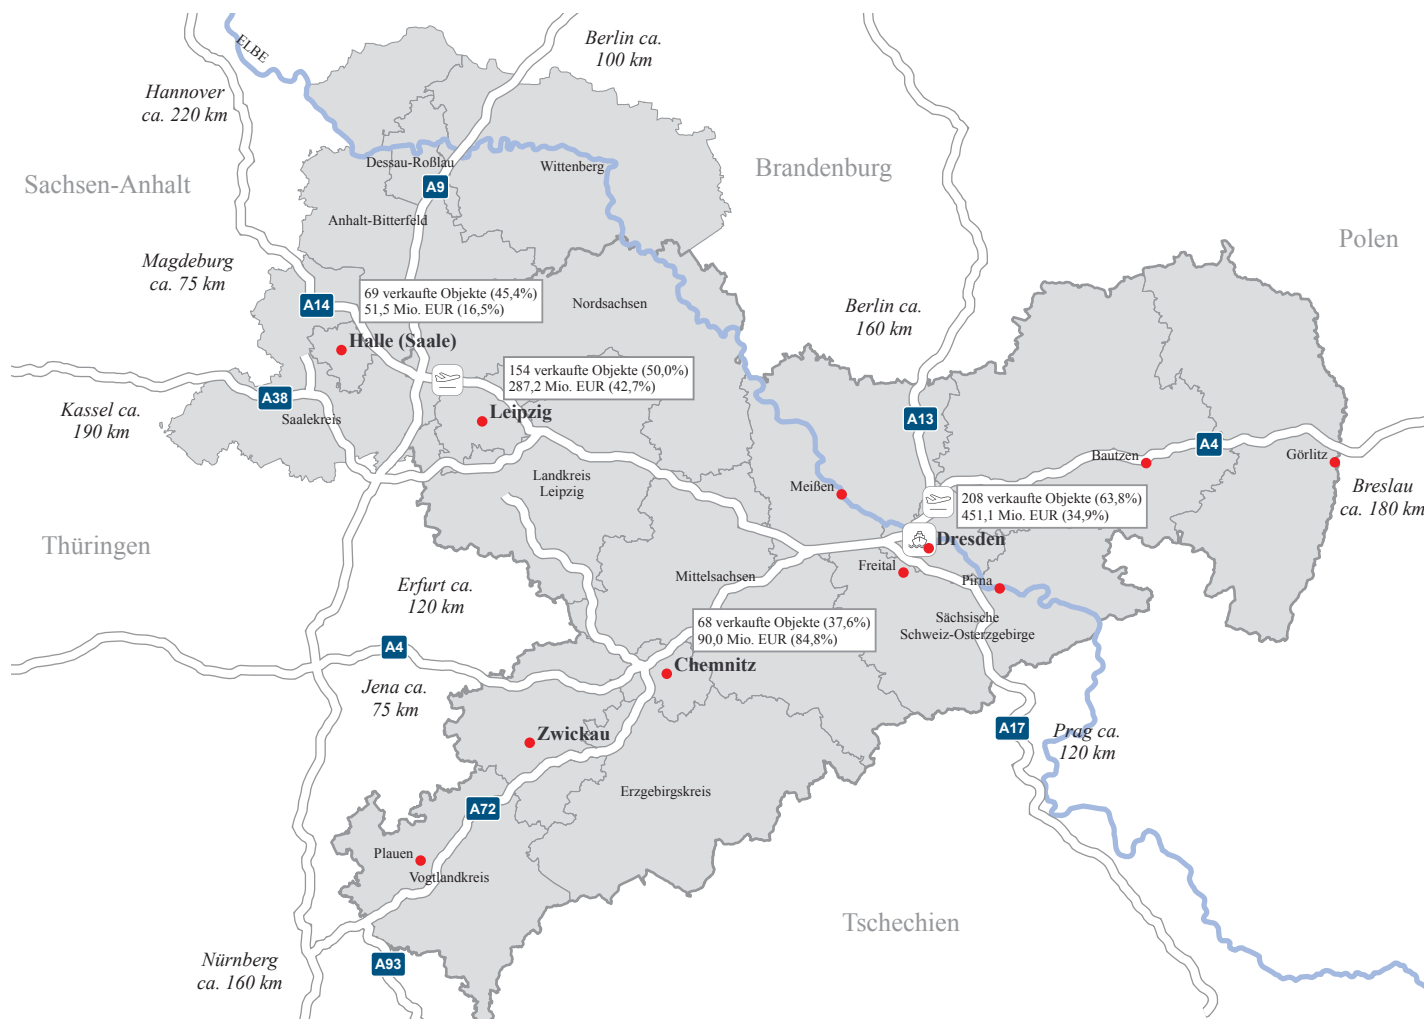 ELBE
Berlin ca.
100 km
Hannover
ca. 220 km
Dessau-Roßlau
Wittenberg
Brandenburg
Sachsen-Anhalt
A9
Anhalt-Bitterfeld
Polen
Magdeburg
ca. 75 km
69 verkaufte Objekte (45,4%)
51,5 Mio. EUR (16,5%)
A14
Nordsachsen
Berlin ca.
160 km
Halle (Saale)
154 verkaufte Objekte (50,0%)
287,2 Mio. EUR (42,7%)
A38
Kassel ca.
190 km
Saalekreis
Leipzig
A13
A4
Bautzen
Görlitz
Landkreis
Leipzig
Meißen
Breslau
ca. 180 km
208 verkaufte Objekte (63,8%)
451,1 Mio. EUR (34,9%)
Dresden
Thüringen
Freital
Pirna
Mittelsachsen
Erfurt ca.
120 km
Sächsische
Schweiz-Osterzgebirge
68 verkaufte Objekte (37,6%)
90,0 Mio. EUR (84,8%)
A4
Chemnitz
Jena ca.
75 km
Zwickau
A17
Prag ca.
120 km
Erzgebirgskreis
A72
Plauen
Vogtlandkreis
Tschechien
Nürnberg
ca. 160 km
A93